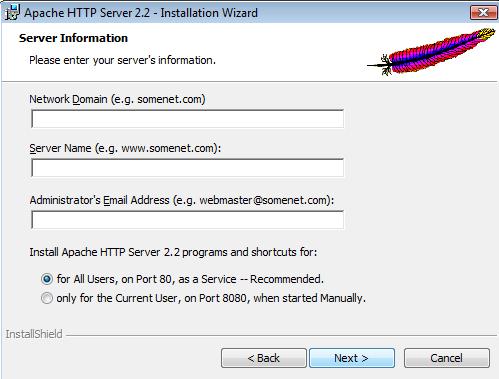 Apache HTTP Server 2.2 - Installation Wizard
Server Information
Please enter your server's information.
Network Domain (e.g. somenet.com)
Server Name (e.g. www.somenet.com):
Administrator's Email Address (e.g. webmaster@somenet.com):
Install Apache HTTP Server 2.2 programs and shortcuts for:
for All Users, on Port 80, as a Service -- Recommended.
only for the Current User, on Port 8080, when started Manually.
InstallShield
< Back
Next >
Cancel